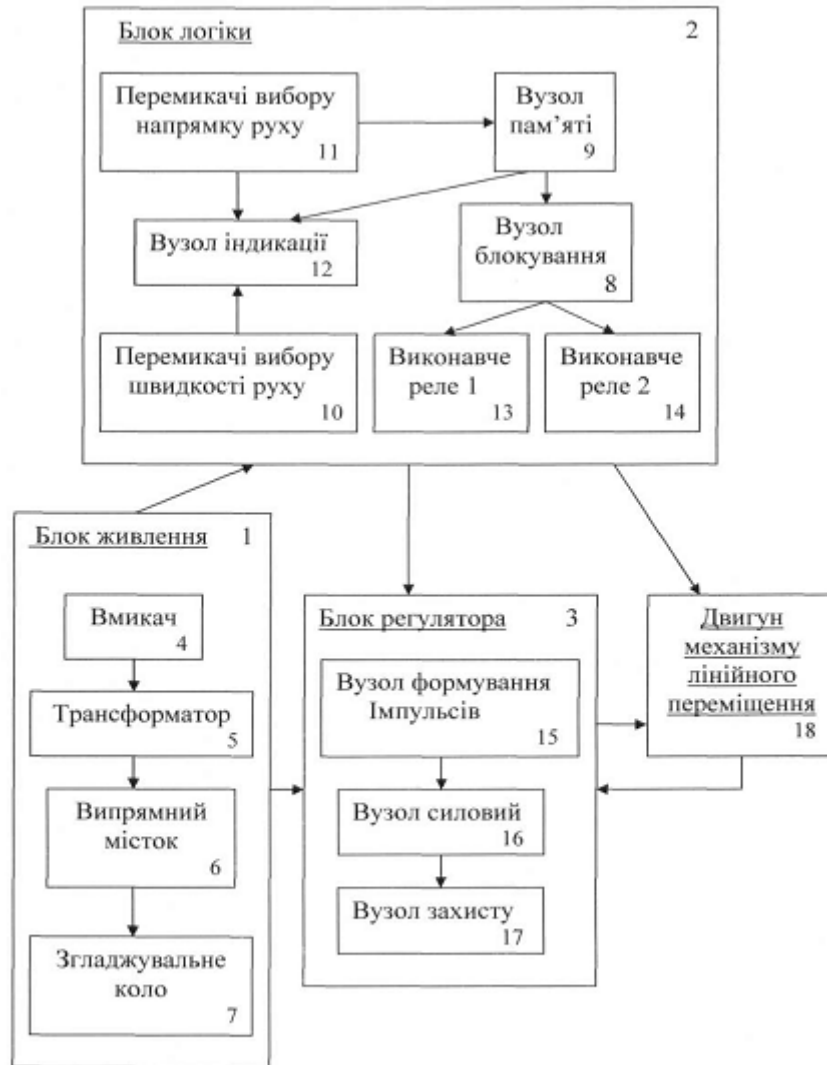 Блок логіки 2
Перемикачі вибору
напрямку руху
11
Вузол
пам’яті
9
Вузол індикації
12
Вузол
блокування
8
Перемикачі вибору
швидкості руху
10
Виконавче
реле 1
13
Виконавче
реле 2
14
Блок живлення 1
Вмикач
4
Трансформатор
5
Випрямний
місток
6
Згладжувальне
коло
7
Блок регулятора 3
Вузол формування
Імпульсів
15
Вузол силовий
16
Вузол захисту
17
Двигун
механізму
лінійного
переміщення
18